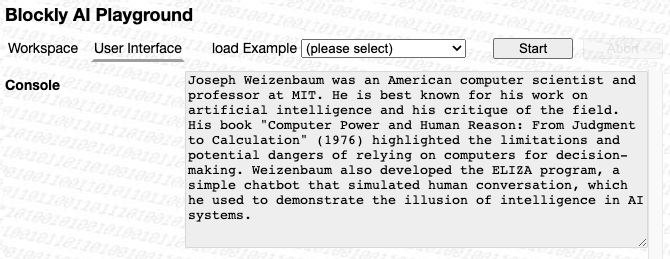 Blockly AI Playground
Workspace User Interface load Example (please select) Start Abort
Console
Joseph Weizenbaum was an American computer scientist and
professor at MIT. He is best known for his work on
artificial intelligence and his critique of the field.
His book "Computer Power and Human Reason: From Judgment
to Calculation" (1976) highlighted the limitations and
potential dangers of relying on computers for decision-
making. Weizenbaum also developed the ELIZA program, a
simple chatbot that simulated human conversation, which
he used to demonstrate the illusion of intelligence in AI
systems.